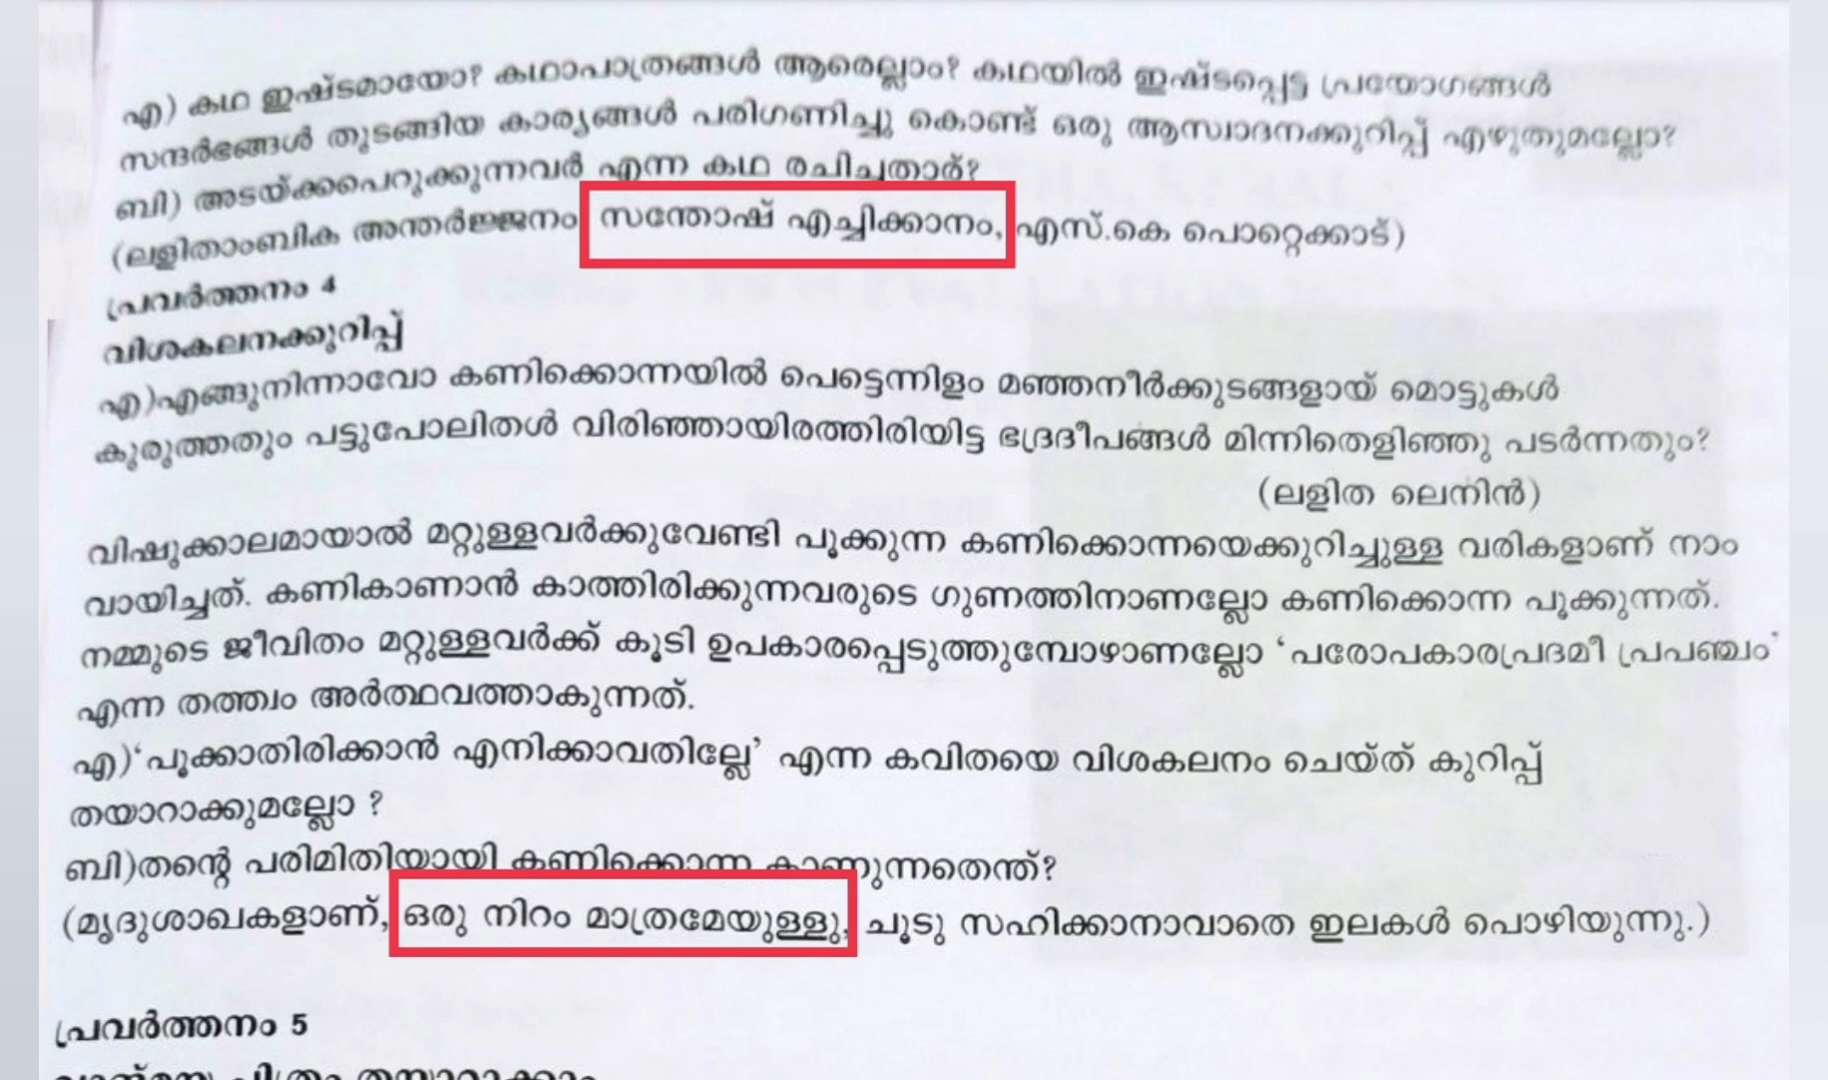 എ) കഥ ഇഷ്ടമായോ? കഥാപാത്രങ്ങൾ ആരെല്ലാം? കഥയിൽ ഇഷ്ടപ്പെട്ട പ്രയോഗങ്ങൾ
സന്ദർഭങ്ങൾ തുടങ്ങിയ കാര്യങ്ങൾ പരിഗണിച്ചു കൊണ്ട് ഒരു ആസ്വാദനക്കുറിപ്പ് എഴുതുമല്ലോ?
ബി) അടയ്ക്കപെറുക്കുന്നവർ എന്ന കഥ രചിച്ചതാര്?
(ലളിതാംബിക അന്തർജ്ജനം സന്തോഷ് എച്ചിക്കാനം, എസ്.കെ പൊറ്റെക്കാട്)
പ്രവർത്തനം 4
വിശകലനക്കുറിപ്പ്
എ)എങ്ങുനിന്നാവോ കണിക്കൊന്നയിൽ പെട്ടെന്നിളം മഞ്ഞനീർക്കുടങ്ങളായ് മൊട്ടുകൾ
കുരുത്തതും പട്ടുപോലിതൾ വിരിഞ്ഞായിരത്തിരിയിട്ട ഭദ്രദീപങ്ങൾ മിന്നിതെളിഞ്ഞു പടർന്നതും?
(ലളിത ലെനിൻ)
വിഷുക്കാലമായാൽ മറ്റുള്ളവർക്കുവേണ്ടി പൂക്കുന്ന കണിക്കൊന്നയെക്കുറിച്ചുള്ള വരികളാണ് നാം
വായിച്ചത്. കണികാണാൻ കാത്തിരിക്കുന്നവരുടെ ഗുണത്തിനാണല്ലോ കണിക്കൊന്ന പൂക്കുന്നത്.
നമ്മുടെ ജീവിതം മറ്റുള്ളവർക്ക് കൂടി ഉപകാരപ്പെടുത്തുമ്പോഴാണല്ലോ ‘പരോപകാരപ്രദമീ പ്രപഞ്ചം’
എന്ന തത്ത്വം അർത്ഥവത്താകുന്നത്.
എ)‘പൂക്കാതിരിക്കാൻ എനിക്കാവതില്ലേ’ എന്ന കവിതയെ വിശകലനം ചെയ്ത് കുറിപ്പ്
തയാറാക്കുമല്ലോ ?
ബി)തന്റെ പരിമിതിയായി കണിക്കൊന്ന കാണുന്നതെന്ത്?
(മൃദുശാഖകളാണ്, ഒരു നിറം മാത്രമേയുള്ളു, ചൂടു സഹിക്കാനാവാതെ ഇലകൾ പൊഴിയുന്നു.)
പ്രവർത്തനം 5